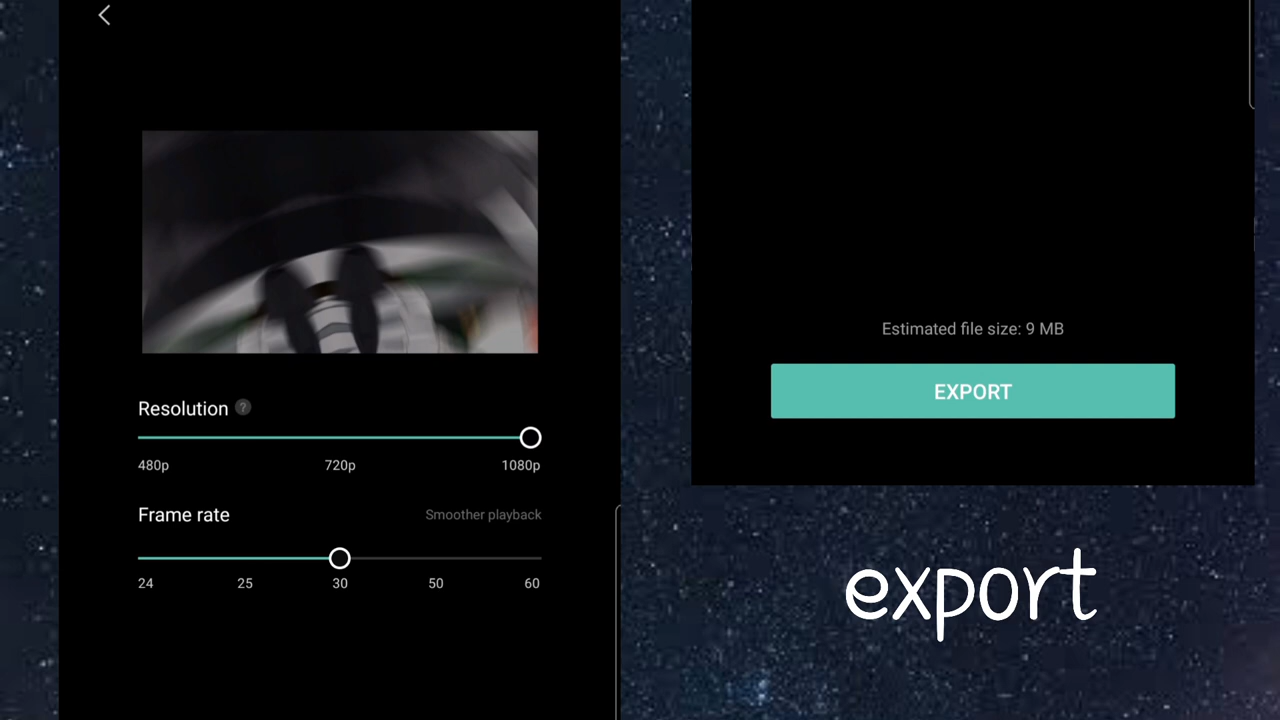 Resolution ?
480p 720p 1080p
Frame rate Smoother playback
24 25 30 50 60
Estimated file size: 9 MB
EXPORT
export